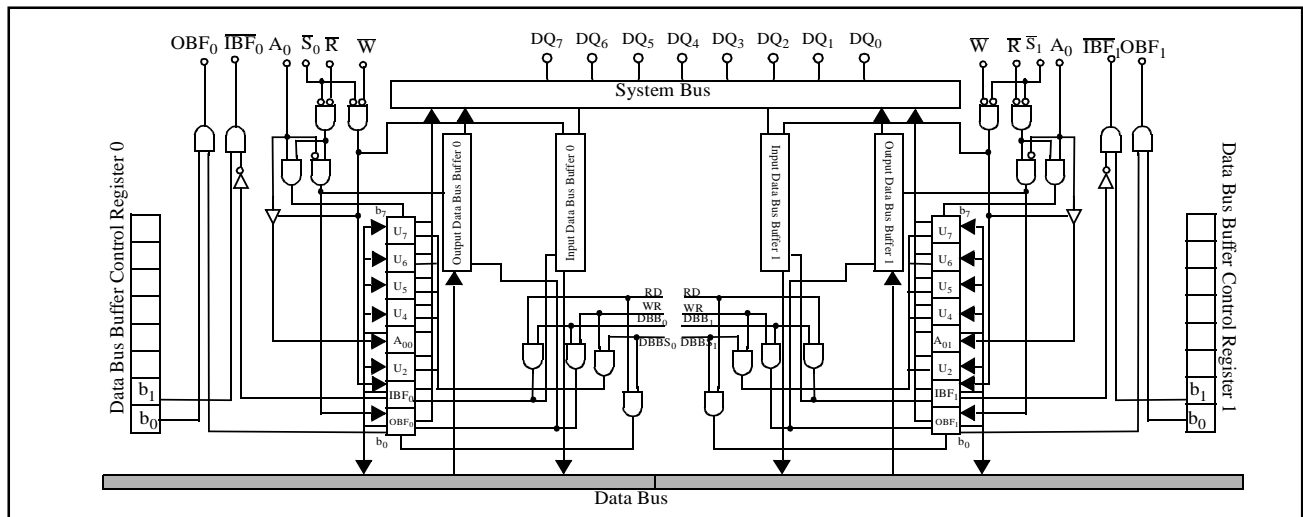 OBF0 IBF0 A0 S0 R W DQ7 DQ6 DQ5 DQ4 DQ3 DQ2 DQ1 DQ0 W R S1 A0 IBF1 OBF1
System Bus
Data Bus Buffer Control Register 0
Output Data Bus Buffer 0
Input Data Bus Buffer 0
Input Data Bus Buffer 1
Output Data Bus Buffer 1
Data Bus Buffer Control Register 1
b7
U7
U6
U5
U4
A00
U2
IBF0
OBF0
b0
b1
b0
RD RD
WR WR
DBB0 DBB1
DBBS0 DBBS1
b7
U7
U6
U5
U4
A01
U2
IBF1
OBF1
b0
b1
b0
Data Bus